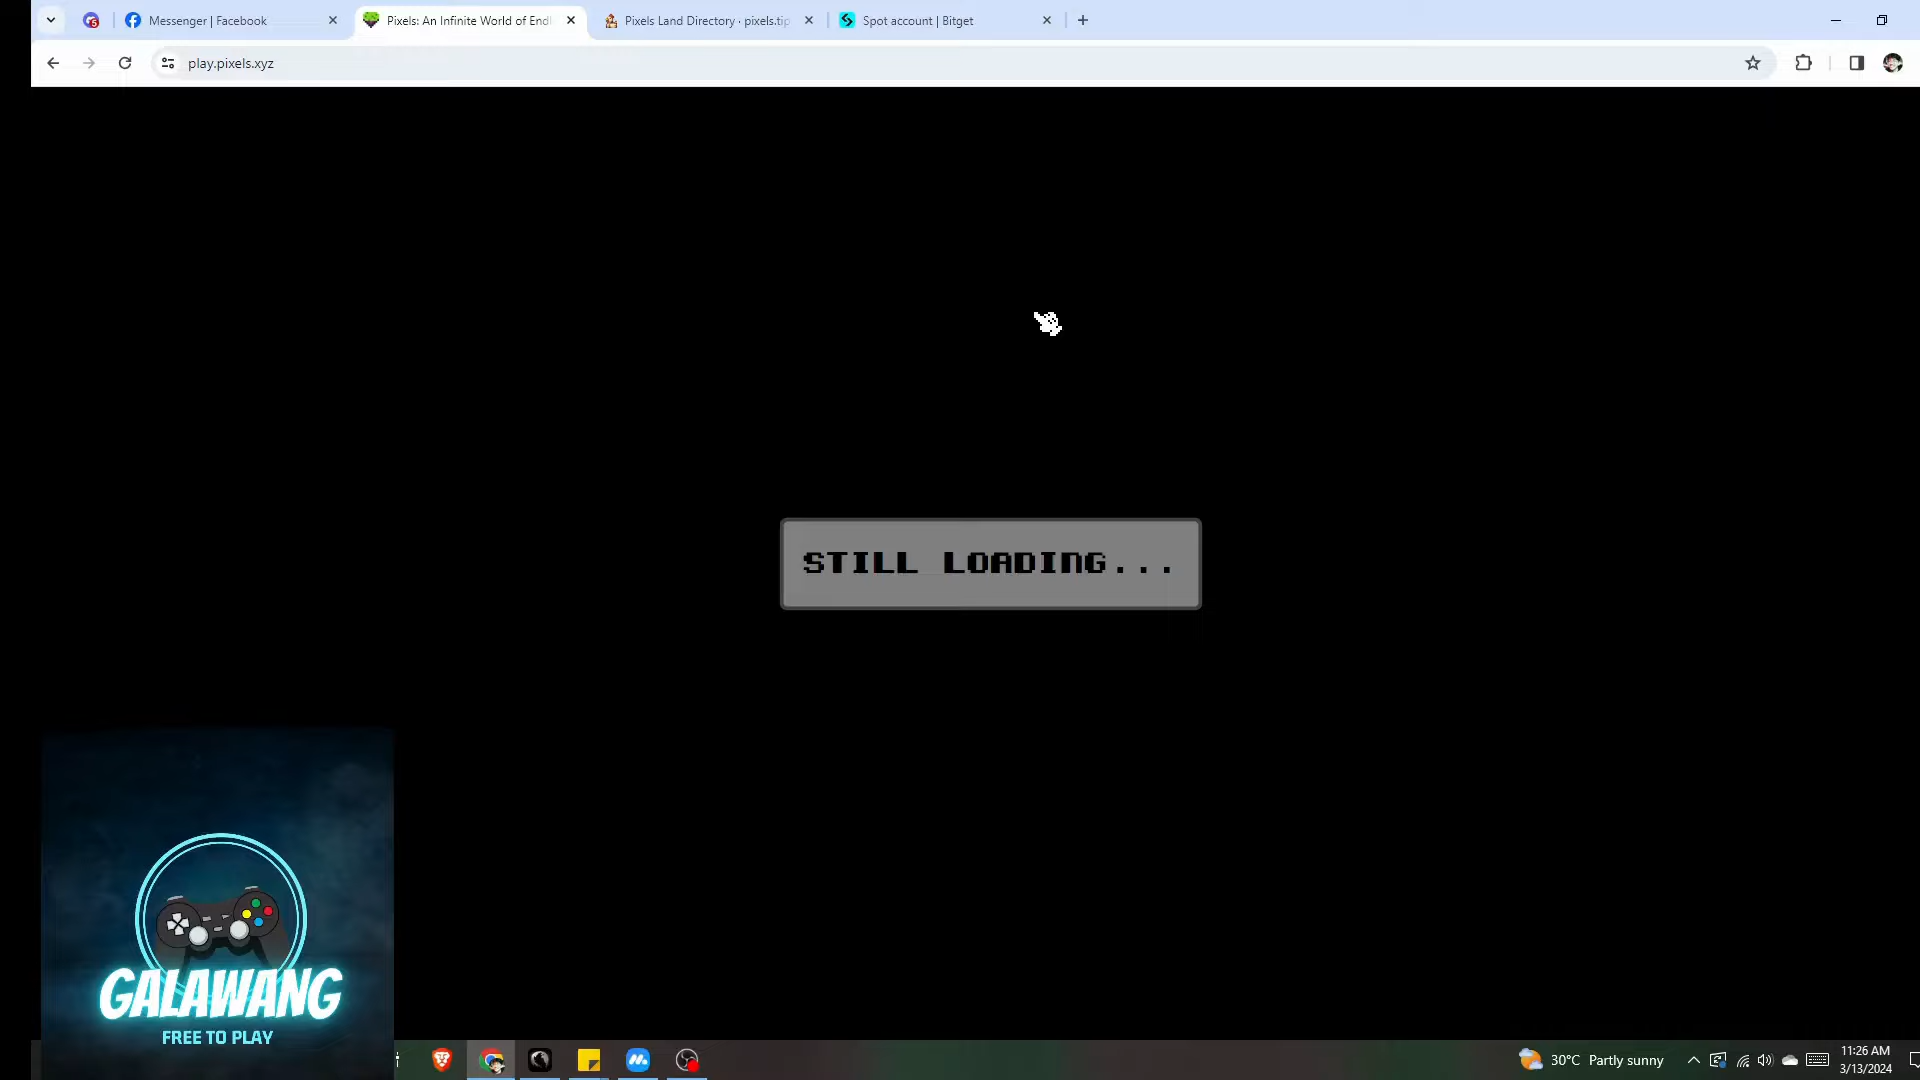 Messenger | Facebook
Pixels: An Infinite World of Endl
Pixels Land Directory · pixels.tip
Spot account | Bitget
play.pixels.xyz
STILL LOADING...
GALAWANG
FREE TO PLAY
30°C Partly sunny
11:26 AM
3/13/2024